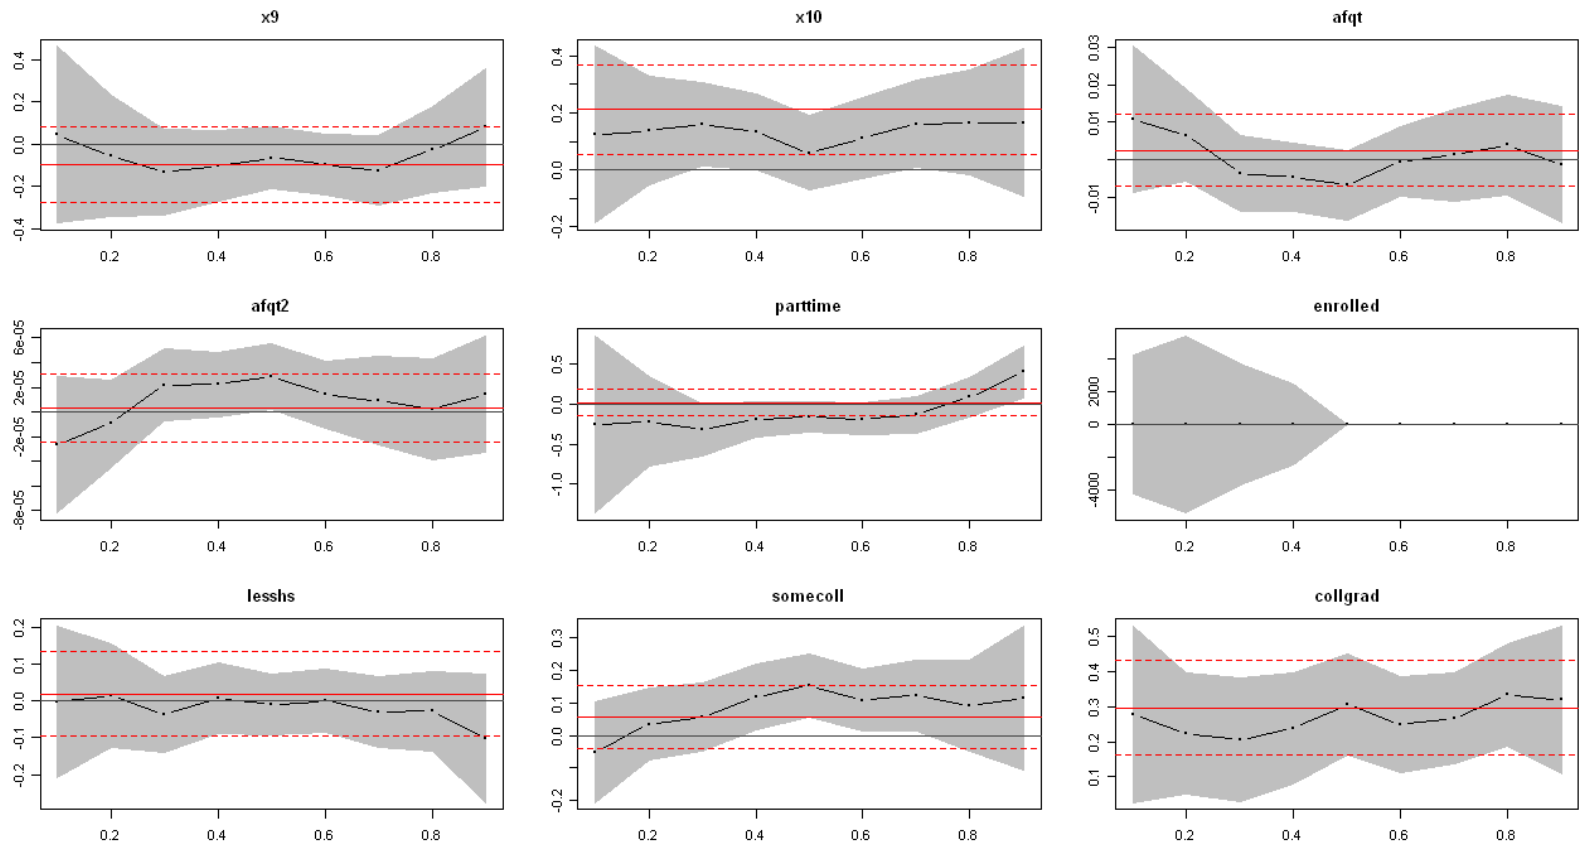 x9 x10 afqt
0.4 0.2 0.0 -0.2 -0.4
0.4 0.2 0.0 -0.2
0.03 0.02 0.01 -0.01
0.2 0.4 0.6 0.8 0.2 0.4 0.6 0.8 0.2 0.4 0.6 0.8
afqt2 parttime enrolled
6e-05 2e-05 -2e-05 -8e-05
0.5 0.0 -0.5 -1.0
2000 0 -4000
0.2 0.4 0.6 0.8 0.2 0.4 0.6 0.8 0.2 0.4 0.6 0.8
lesshs somecoll collgrad
0.2 0.1 0.0 -0.1 -0.2
0.3 0.2 0.1 0.0 -0.2
0.5 0.4 0.3 0.2 0.1
0.2 0.4 0.6 0.8 0.2 0.4 0.6 0.8 0.2 0.4 0.6 0.8